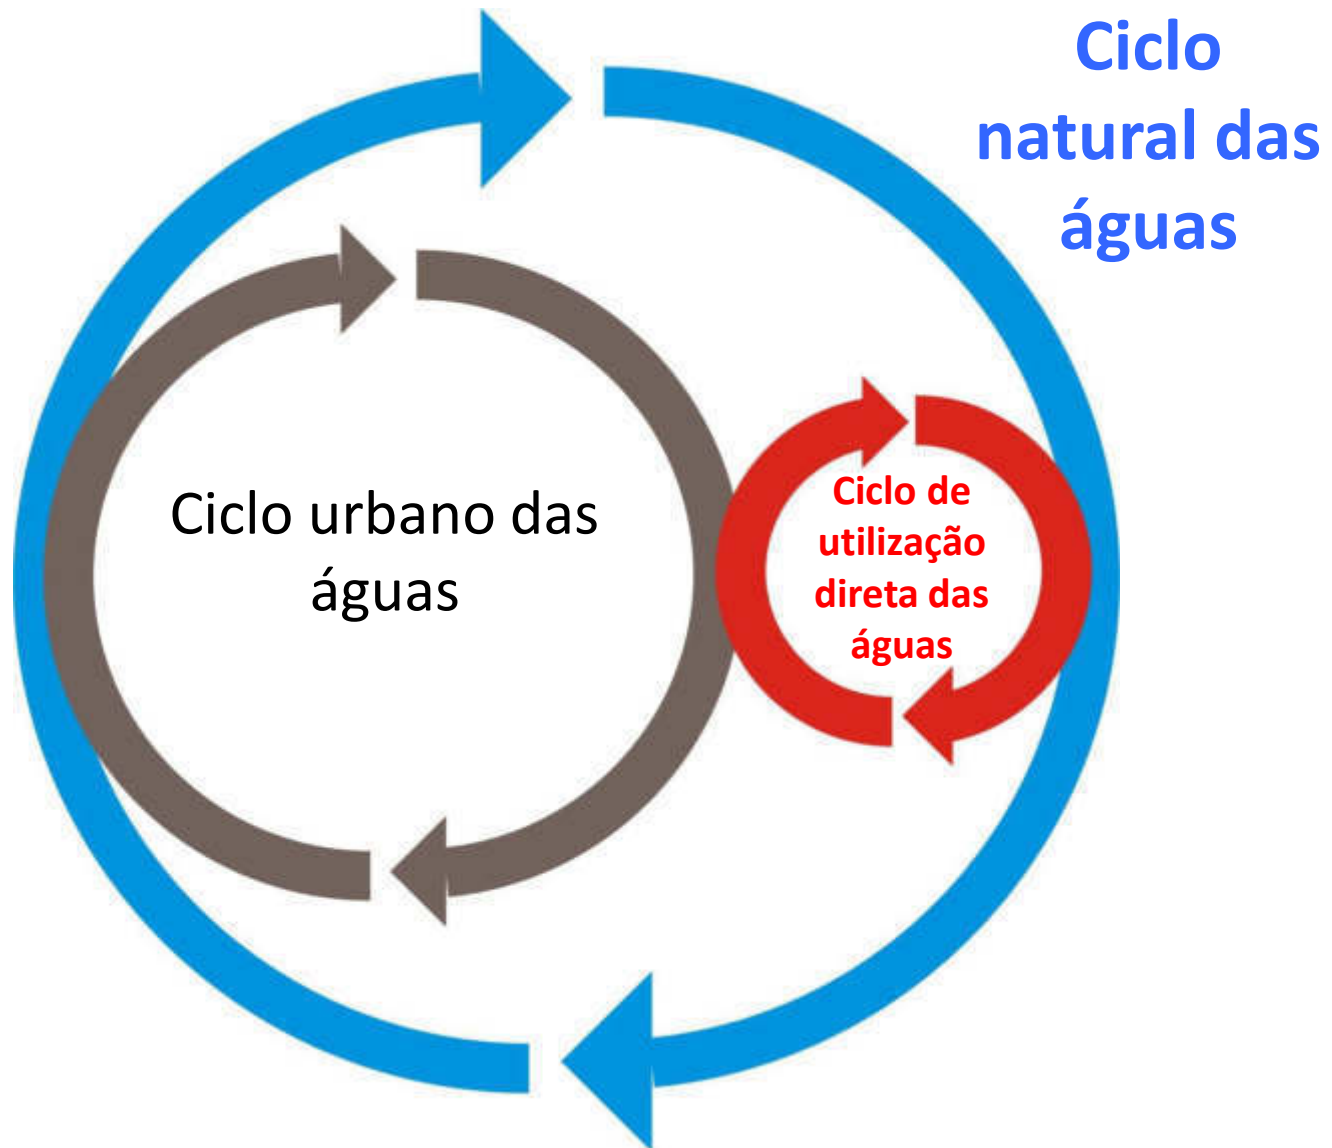 Ciclo
natural das
águas
Ciclo urbano das
águas
Ciclo de
utilização
direta das
águas